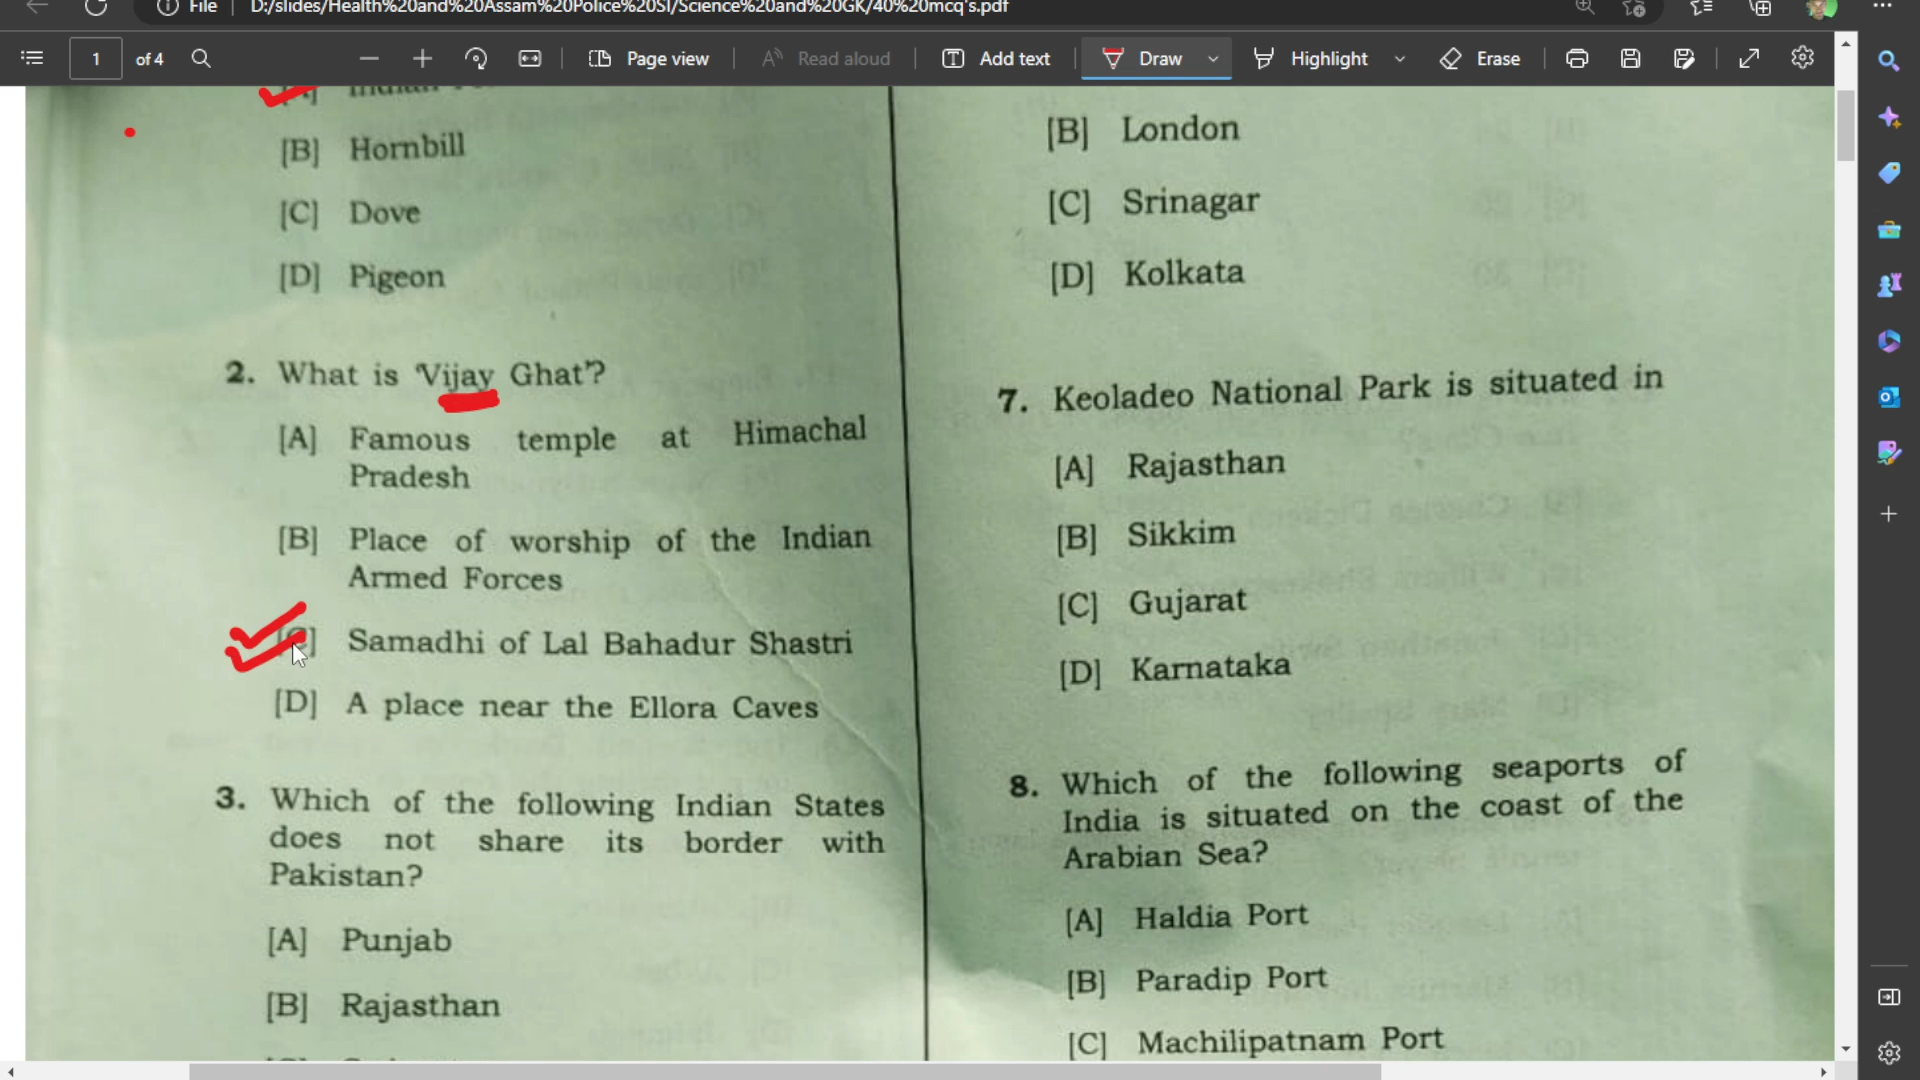 File
D:/slides/Health%20and%20Assam%20Police%20SI/Science%20and%20GK/40%20mcq's.pdf
1 of 4
Page view
Read aloud
Add text
Draw
Highlight
Erase
[B] Hornbill
[C] Dove
[D] Pigeon
2. What is 'Vijay Ghat'?
[A] Famous temple at Himachal
Pradesh
[B] Place of worship of the Indian
Armed Forces
[C] Samadhi of Lal Bahadur Shastri
[D] A place near the Ellora Caves
3. Which of the following Indian States
does not share its border with
Pakistan?
[A] Punjab
[B] Rajasthan
[B] London
[C] Srinagar
[D] Kolkata
7. Keoladeo National Park is situated in
[A] Rajasthan
[B] Sikkim
[C] Gujarat
[D] Karnataka
8. Which of the following seaports of
India is situated on the coast of the
Arabian Sea?
[A] Haldia Port
[B] Paradip Port
[C] Machilipatnam Port